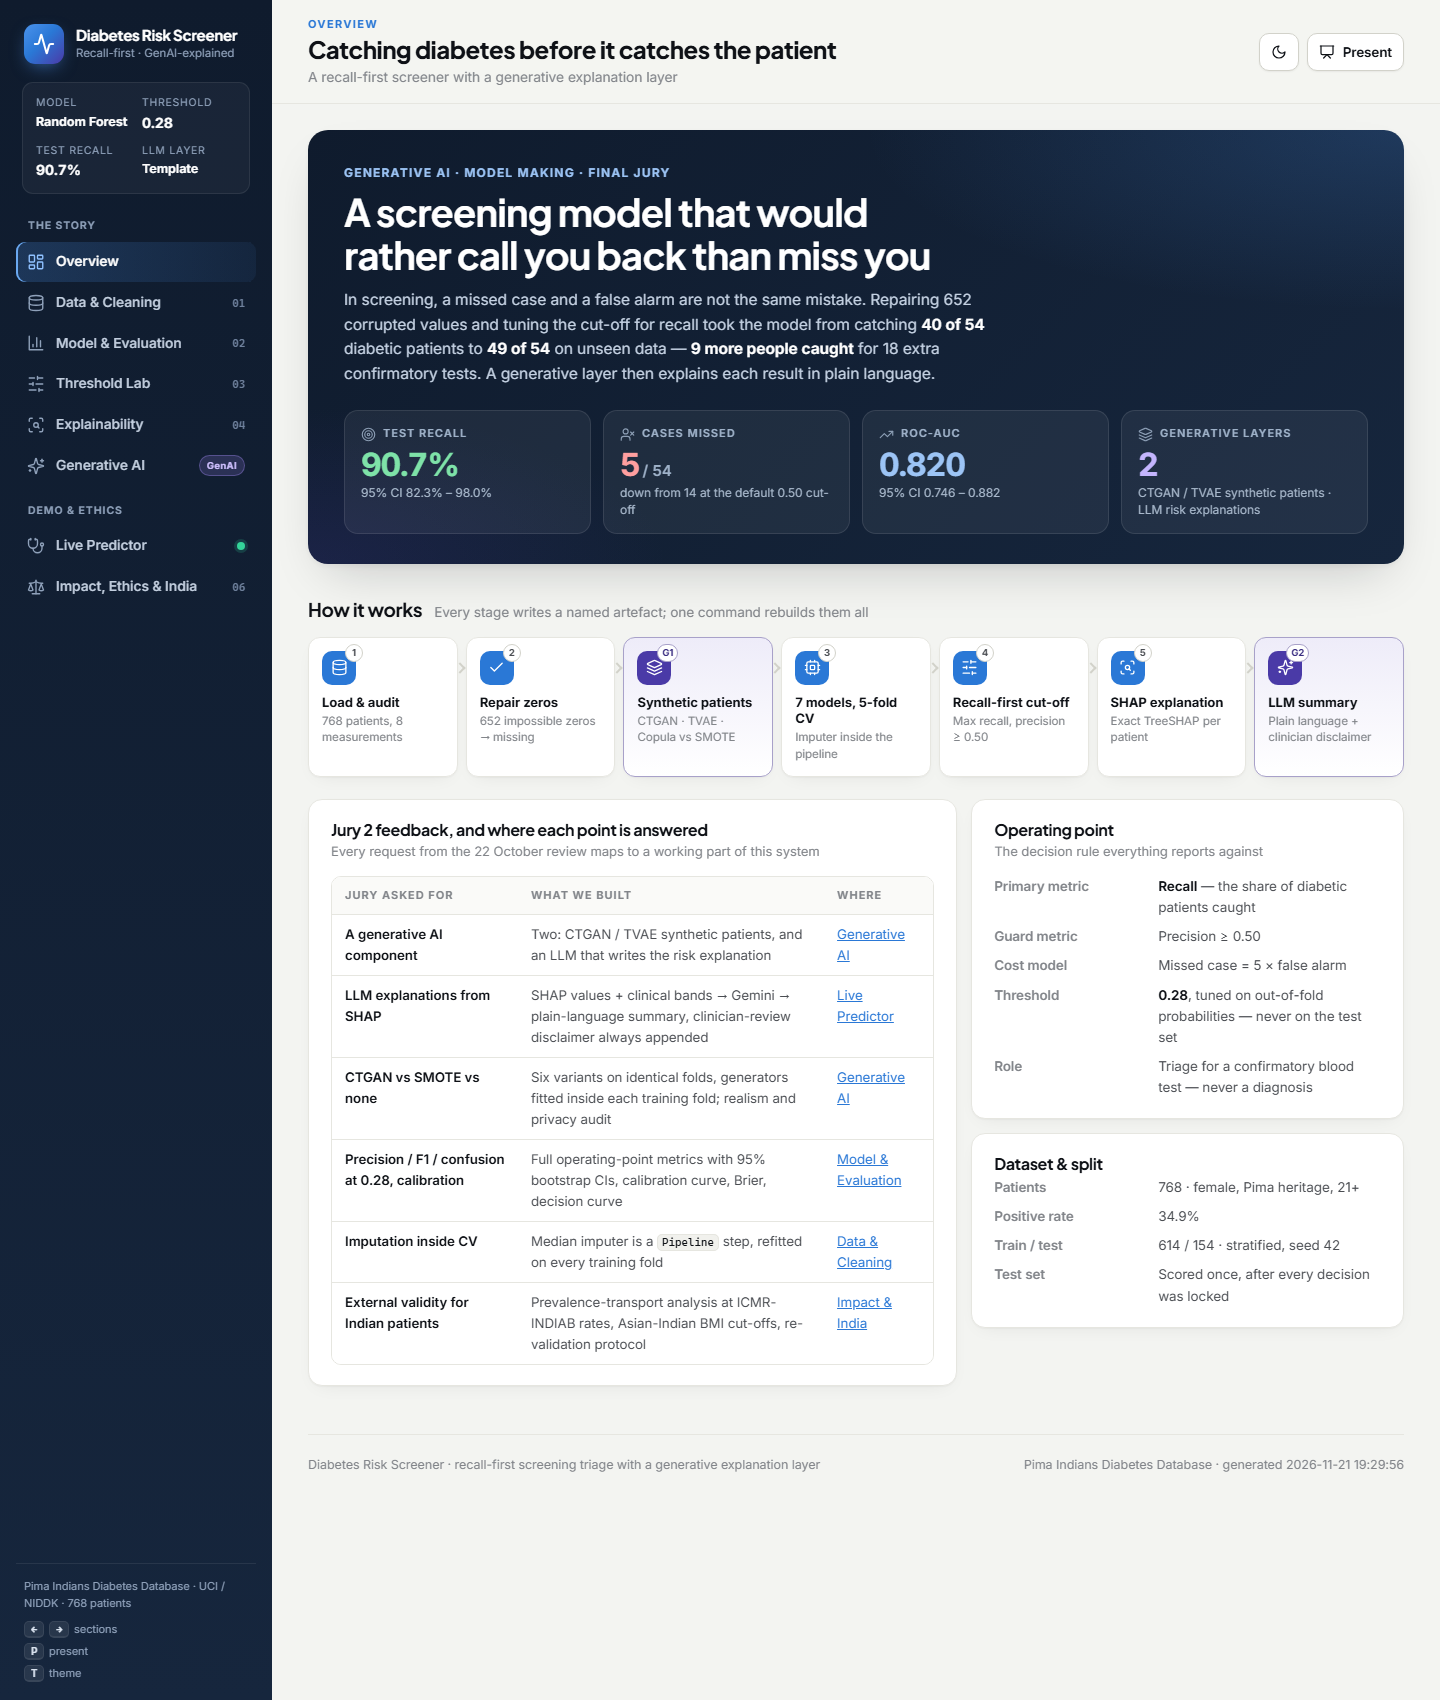 Diabetes Risk Screener
Recall-first · GenAI-explained
MODEL
Random Forest
THRESHOLD
0.28
TEST RECALL
90.7%
LLM LAYER
Template
THE STORY
Overview
Data & Cleaning 01
Model & Evaluation 02
Threshold Lab 03
Explainability 04
Generative AI GenAI
DEMO & ETHICS
Live Predictor
Impact, Ethics & India 06
Pima Indians Diabetes Database · UCI /
NIDDK · 768 patients
← → sections
P present
T theme
OVERVIEW
Catching diabetes before it catches the patient
A recall-first screener with a generative explanation layer
Present
GENERATIVE AI · MODEL MAKING · FINAL JURY
A screening model that would
rather call you back than miss you
In screening, a missed case and a false alarm are not the same mistake. Repairing 652
corrupted values and tuning the cut-off for recall took the model from catching 40 of 54
diabetic patients to 49 of 54 on unseen data — 9 more people caught for 18 extra
confirmatory tests. A generative layer then explains each result in plain language.
TEST RECALL
90.7%
95% CI 82.3% – 98.0%
CASES MISSED
5 / 54
down from 14 at the default 0.50 cut-
off
ROC-AUC
0.820
95% CI 0.746 – 0.882
GENERATIVE LAYERS
2
CTGAN / TVAE synthetic patients ·
LLM risk explanations
How it works Every stage writes a named artefact; one command rebuilds them all
1
Load & audit
768 patients, 8
measurements
2
Repair zeros
652 impossible zeros
→ missing
G1
Synthetic patients
CTGAN · TVAE ·
Copula vs SMOTE
3
7 models, 5-fold
CV
Imputer inside the
pipeline
4
Recall-first cut-off
Max recall, precision
≥ 0.50
5
SHAP explanation
Exact TreeSHAP per
patient
G2
LLM summary
Plain language +
clinician disclaimer
Jury 2 feedback, and where each point is answered
Every request from the 22 October review maps to a working part of this system
JURY ASKED FOR WHAT WE BUILT WHERE
A generative AI
component
Two: CTGAN / TVAE synthetic patients, and
an LLM that writes the risk explanation
Generative
AI
LLM explanations from
SHAP
SHAP values + clinical bands → Gemini →
plain-language summary, clinician-review
disclaimer always appended
Live
Predictor
CTGAN vs SMOTE vs
none
Six variants on identical folds, generators
fitted inside each training fold; realism and
privacy audit
Generative
AI
Precision / F1 / confusion
at 0.28, calibration
Full operating-point metrics with 95%
bootstrap CIs, calibration curve, Brier,
decision curve
Model &
Evaluation
Imputation inside CV
Median imputer is a Pipeline step, refitted
on every training fold
Data &
Cleaning
External validity for
Indian patients
Prevalence-transport analysis at ICMR-
INDIAB rates, Asian-Indian BMI cut-offs, re-
validation protocol
Impact &
India
Operating point
The decision rule everything reports against
Primary metric
Recall — the share of diabetic
patients caught
Guard metric
Precision ≥ 0.50
Cost model
Missed case = 5 × false alarm
Threshold
0.28, tuned on out-of-fold
probabilities — never on the test
set
Role
Triage for a confirmatory blood
test — never a diagnosis
Dataset & split
Patients
768 · female, Pima heritage, 21+
Positive rate
34.9%
Train / test
614 / 154 · stratified, seed 42
Test set
Scored once, after every decision
was locked
Diabetes Risk Screener · recall-first screening triage with a generative explanation layer
Pima Indians Diabetes Database · generated 2026-11-21 19:29:56